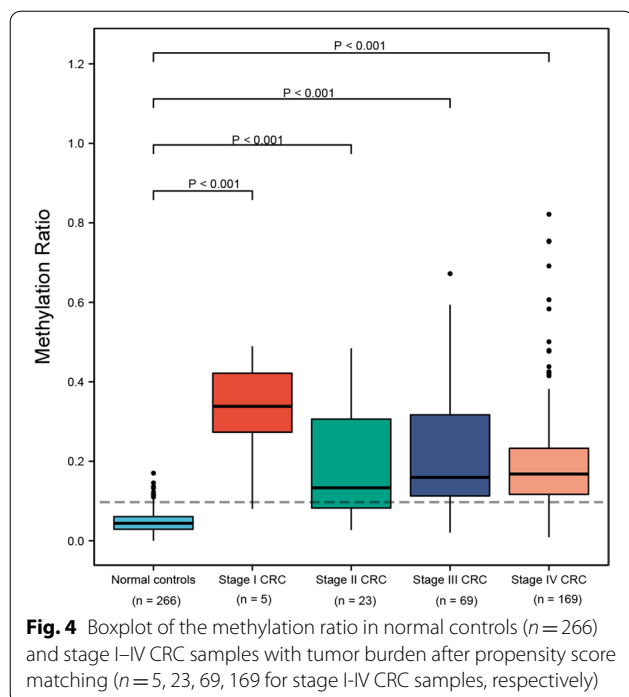 P < 0.001
P < 0.001
P < 0.001
P < 0.001
Methylation Ratio
1.2
1.0
0.8
0.6
0.4
0.2
0.0
Normal controls Stage I CRC Stage II CRC Stage III CRC Stage IV CRC
(n = 266) (n = 5) (n = 23) (n = 69) (n = 169)
Fig. 4 Boxplot of the methylation ratio in normal controls (n = 266)
and stage I–IV CRC samples with tumor burden after propensity score
matching (n = 5, 23, 69, 169 for stage I-IV CRC samples, respectively)